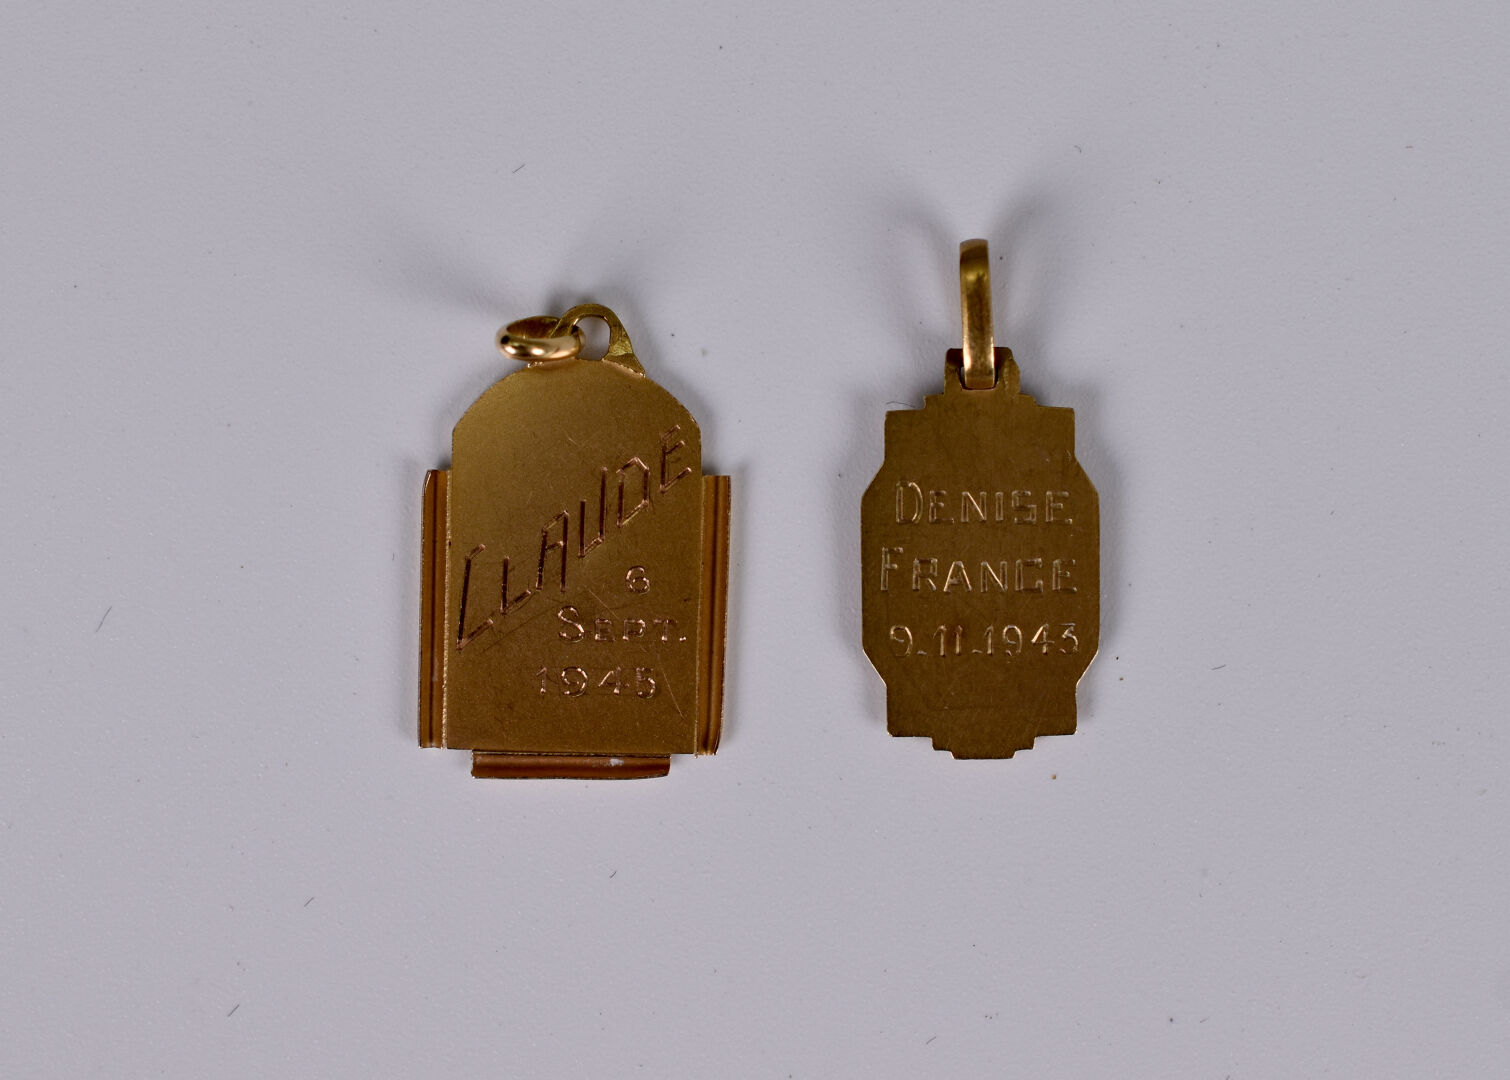 CLAUDE
6
SEPT.
1945
DENISE
FRANCE
9.11.1943